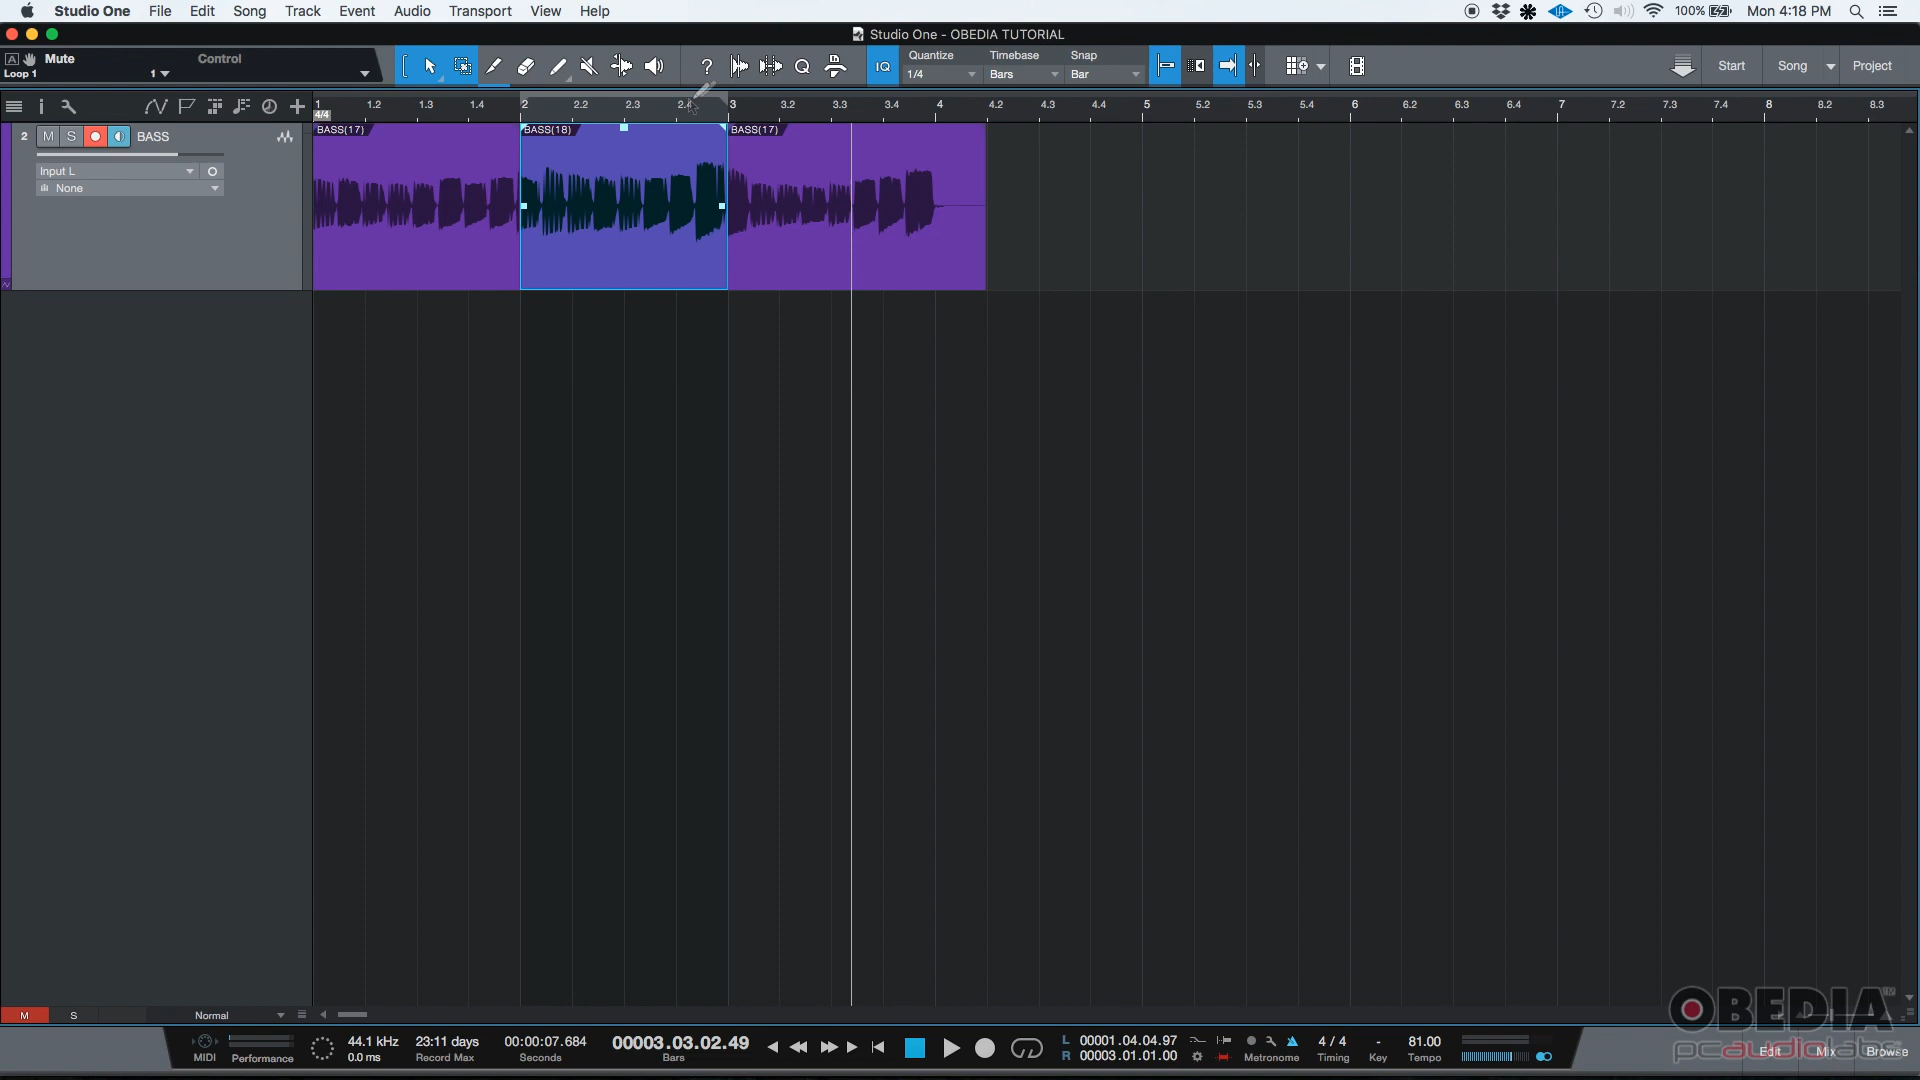 Studio One File Edit Song Track Event Audio Transport View Help
100% Mon 4:18 PM
Studio One - OBEDIA TUTORIAL
A Mute Control
Loop 1 1
? Q IQ
Quantize Timebase Snap
1/4 Bars Bar
Start Song Project
1 1.2 1.3 1.4 2 2.2 2.3 2.4 3 3.2 3.3 3.4 4 4.2 4.3 4.4 5 5.2 5.3 5.4 6 6.2 6.3 6.4 7 7.2 7.3 7.4 8 8.2 8.3
4/4
BASS(17) BASS(18) BASS(17)
2 M S BASS
Input L
None
M S Normal
OBEDIA
pcaudiolabs
MIDI Performance
44.1 kHz 23:11 days 00:00:07.684 00003.03.02.49
0.0 ms Record Max Seconds Bars
L 00001.04.04.97
R 00003.01.01.00
Metronome
4 / 4 - 81.00
Timing Key Tempo
Edit Mix Browse